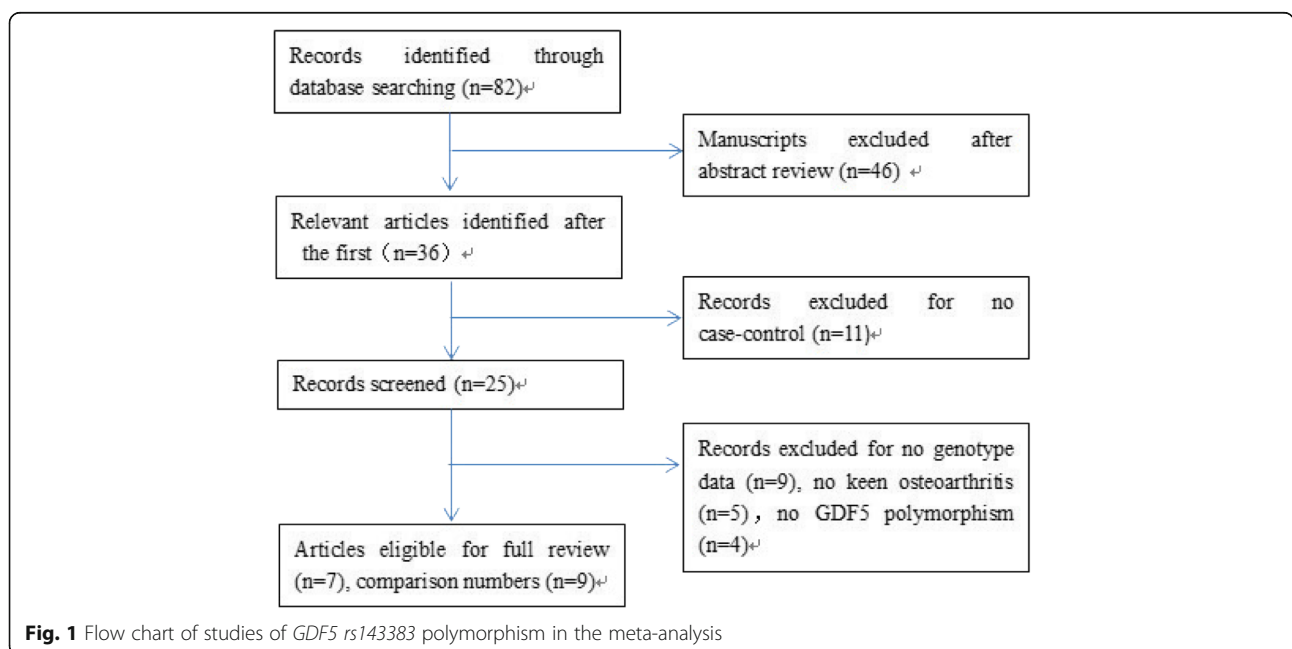 Records identified through
database searching (n=82)↵
Manuscripts excluded after
abstract review (n=46) ↵
Relevant articles identified after
the first（n=36） ↵
Records excluded for no
case-control (n=11)↵
Records screened (n=25)↵
Records excluded for no genotype
data (n=9), no keen osteoarthritis
(n=5)，no GDF5 polymorphism
(n=4)↵
Articles eligible for full review
(n=7), comparison numbers (n=9)↵
Fig. 1 Flow chart of studies of GDF5 rs143383 polymorphism in the meta-analysis